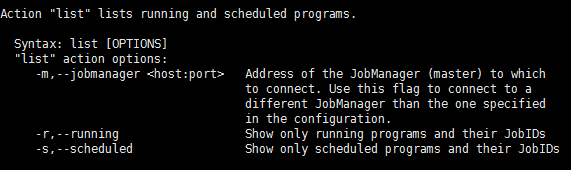 Action "list" lists running and scheduled programs.
Syntax: list [OPTIONS]
"list" action options:
-m,--jobmanager <host:port>   Address of the JobManager (master) to which
to connect. Use this flag to connect to a
different JobManager than the one specified
in the configuration.
-r,--running   Show only running programs and their JobIDs
-s,--scheduled   Show only scheduled programs and their JobIDs